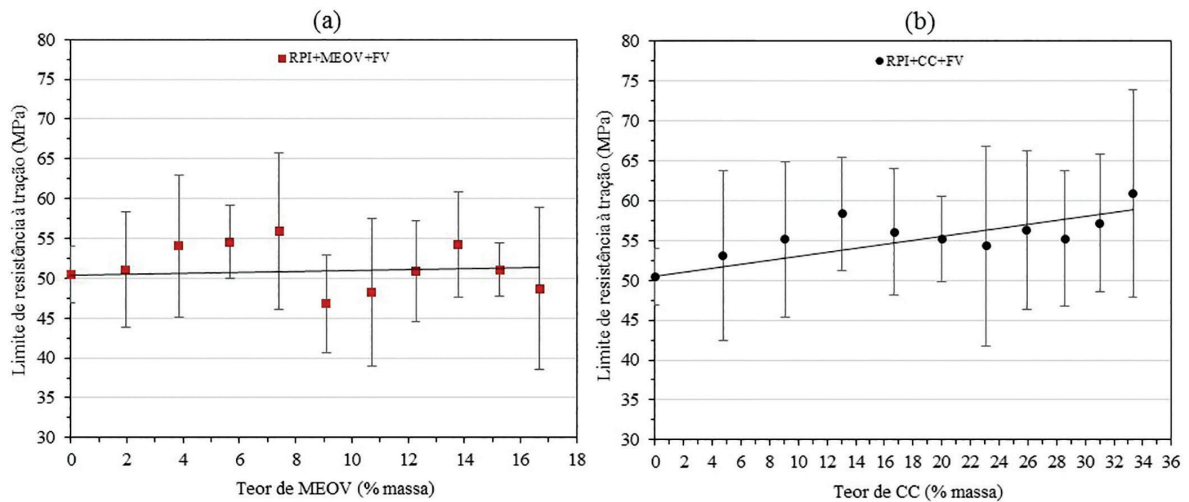 (a)
Limite de resistência à tração (MPa)
80
75
70
65
60
55
50
45
40
35
30
RPI+MEOV+FV
0 2 4 6 8 10 12 14 16 18
Teor de MEOV (% massa)
(b)
Limite de resistência à tração (MPa)
80
75
70
65
60
55
50
45
40
35
30
RPI+CC+FV
0 2 4 6 8 10 12 14 16 18 20 22 24 26 28 30 32 34 36
Teor de CC (% massa)